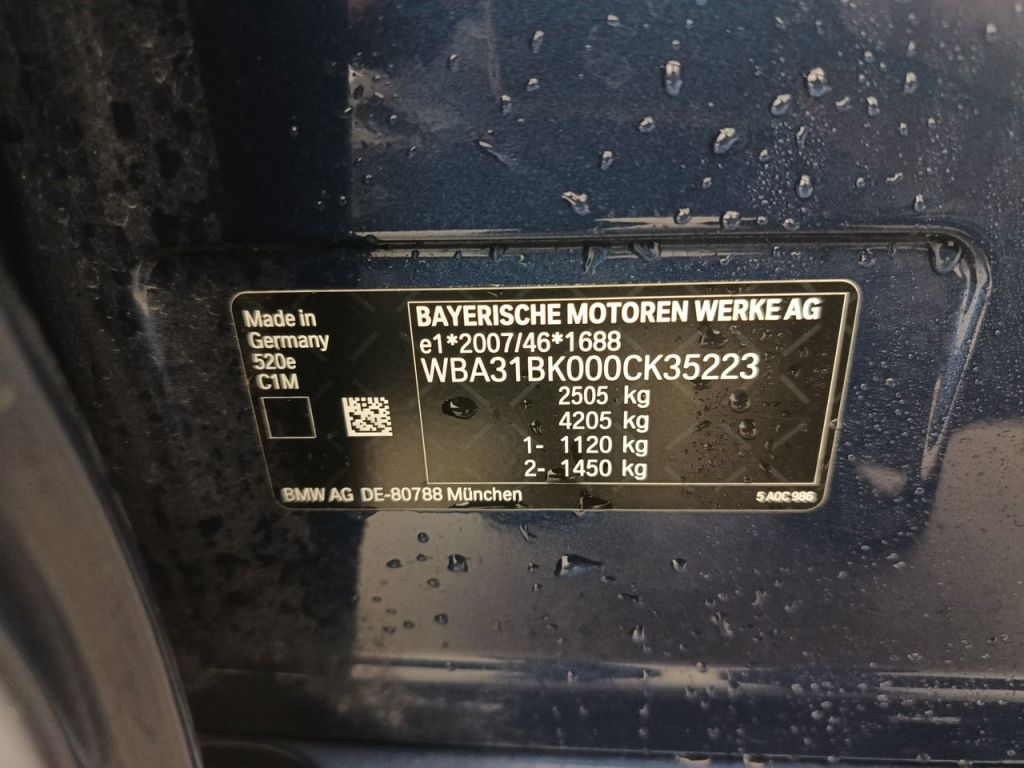 Made in
Germany
520e
C1M
BAYERISCHE MOTOREN WERKE AG
e1*2007/46*1688
WBA31BK000CK35223
2505 kg
4205 kg
1- 1120 kg
2- 1450 kg
BMW AG DE-80788 München
5 A0C 986